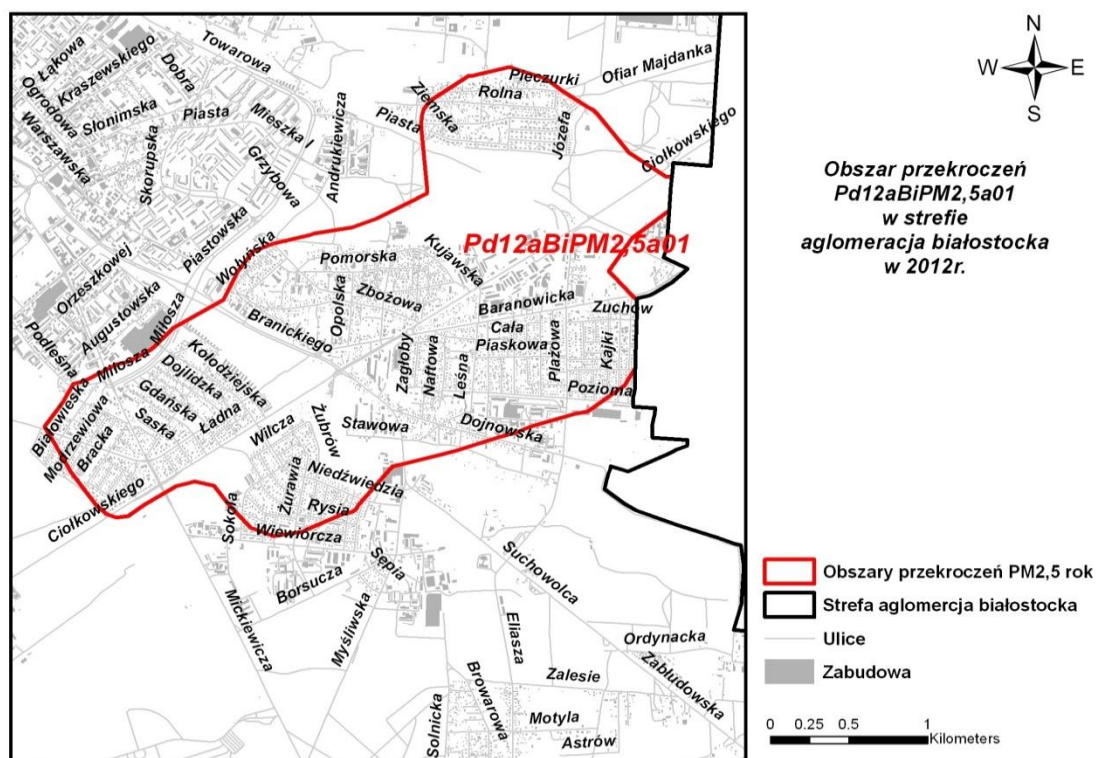 Towarowa
Łąkowa
Kraszewskiego
Dobra
Ogrodowa
Słonimska
Piasta
Mieszka I
Warszawska
Skorupska
Grzybowa
Andrukiewicza
Piasta
Ziemska
Pieczurki
Rolna
Ofiar Majdanka
Józefa
Ciołkowskiego
Pd12aBiPM2,5a01
Piastowska
Wołyńska
Pomorska
Kujawska
Orzeszkowej
Augustowska
Miłosza
Zbożowa
Opolska
Branickiego
Baranowicka
Zuchów
Cała
Piaskowa
Podleśna
Miłosza
Kołodziejska
Dojlidzka
Gdańska
Ładna
Saska
Zagłoby
Naftowa
Leśna
Plażowa
Kajki
Pozioma
Białowieska
Modrzewiowa
Bracka
Wilcza
Żubrów
Stawowa
Dojnowska
Ciołkowskiego
Niedźwiedzia
Żurawia
Rysia
Sokoła
Wiewiórcza
Sępia
Borsucza
Mickiewicza
Myśliwska
Suchowolca
Eliasza
Ordynacka
Zabłudowska
Zalesie
Browarowa
Solnicka
Motyla
Astrów
N
W E
S
Obszar przekroczeń
Pd12aBiPM2,5a01
w strefie
aglomeracja białostocka
w 2012r.
Obszary przekroczeń PM2,5 rok
Strefa aglomercja białostocka
Ulice
Zabudowa
0 0.25 0.5 1
Kilometers